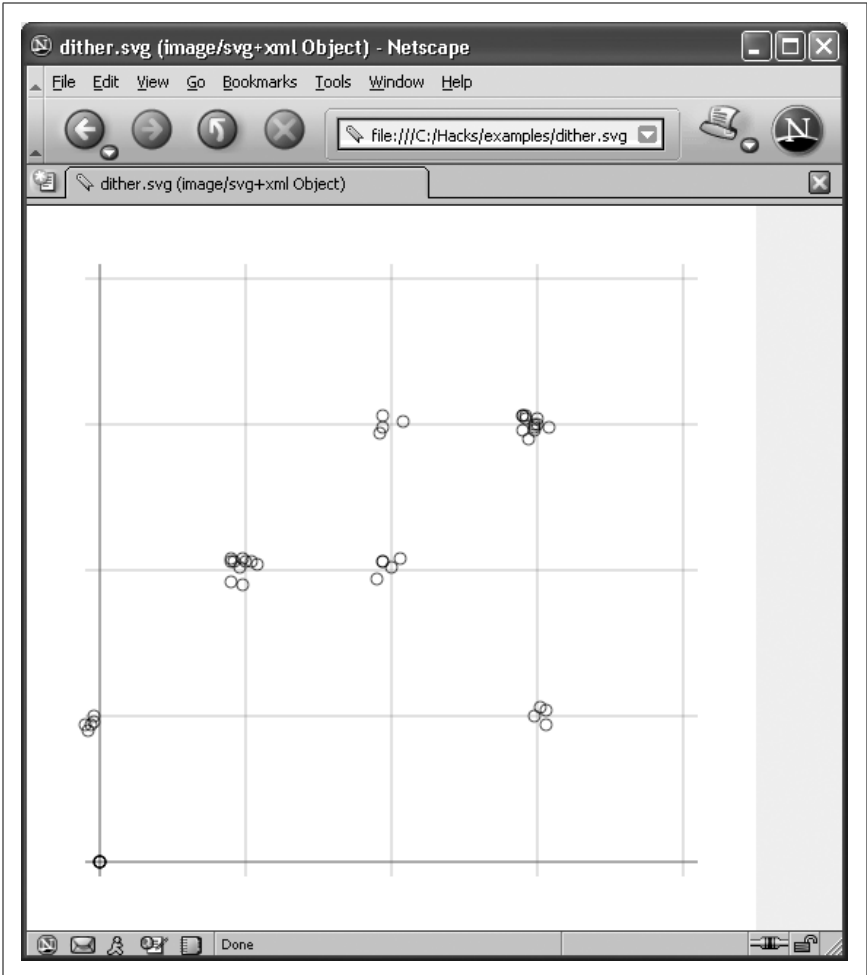 dither.svg (image/svg+xml Object) - Netscape
File Edit View Go Bookmarks Tools Window Help
file:///C:/Hacks/examples/dither.svg
N
dither.svg (image/svg+xml Object)
Done